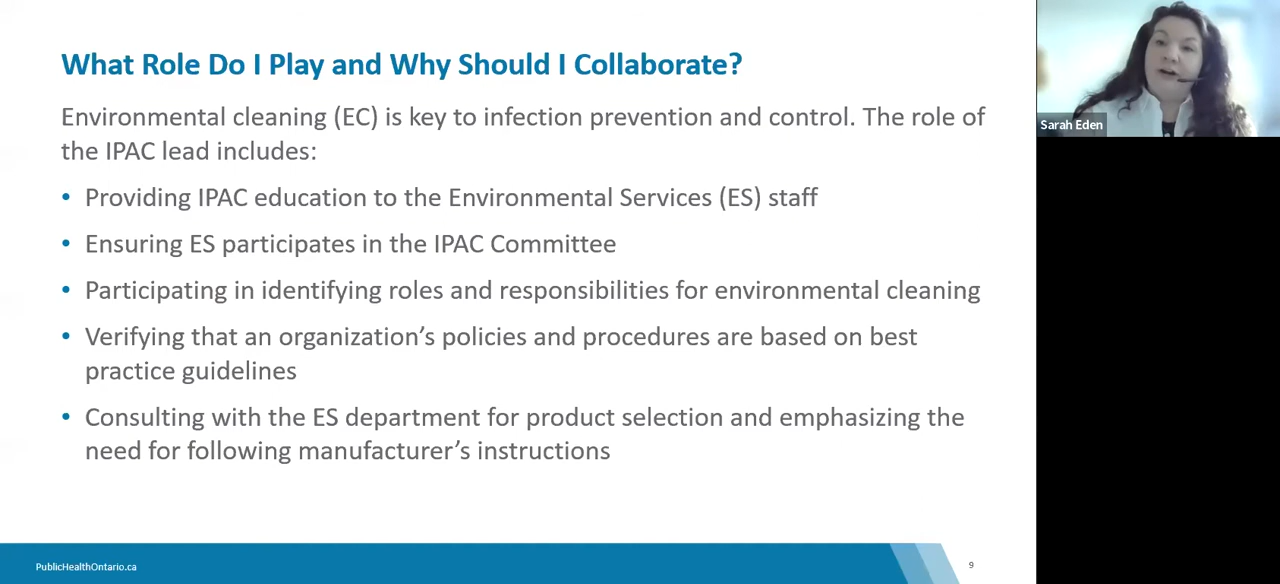 What Role Do I Play and Why Should I Collaborate?
Environmental cleaning (EC) is key to infection prevention and control. The role of
the IPAC lead includes:
• Providing IPAC education to the Environmental Services (ES) staff
• Ensuring ES participates in the IPAC Committee
• Participating in identifying roles and responsibilities for environmental cleaning
• Verifying that an organization’s policies and procedures are based on best
practice guidelines
• Consulting with the ES department for product selection and emphasizing the
need for following manufacturer’s instructions
PublicHealthOntario.ca
9
Sarah Eden